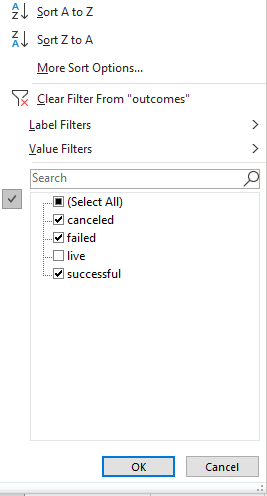 Sort A to Z
Sort Z to A
More Sort Options...
Clear Filter From "outcomes"
Label Filters
Value Filters
Search
(Select All)
canceled
failed
live
successful
OK
Cancel